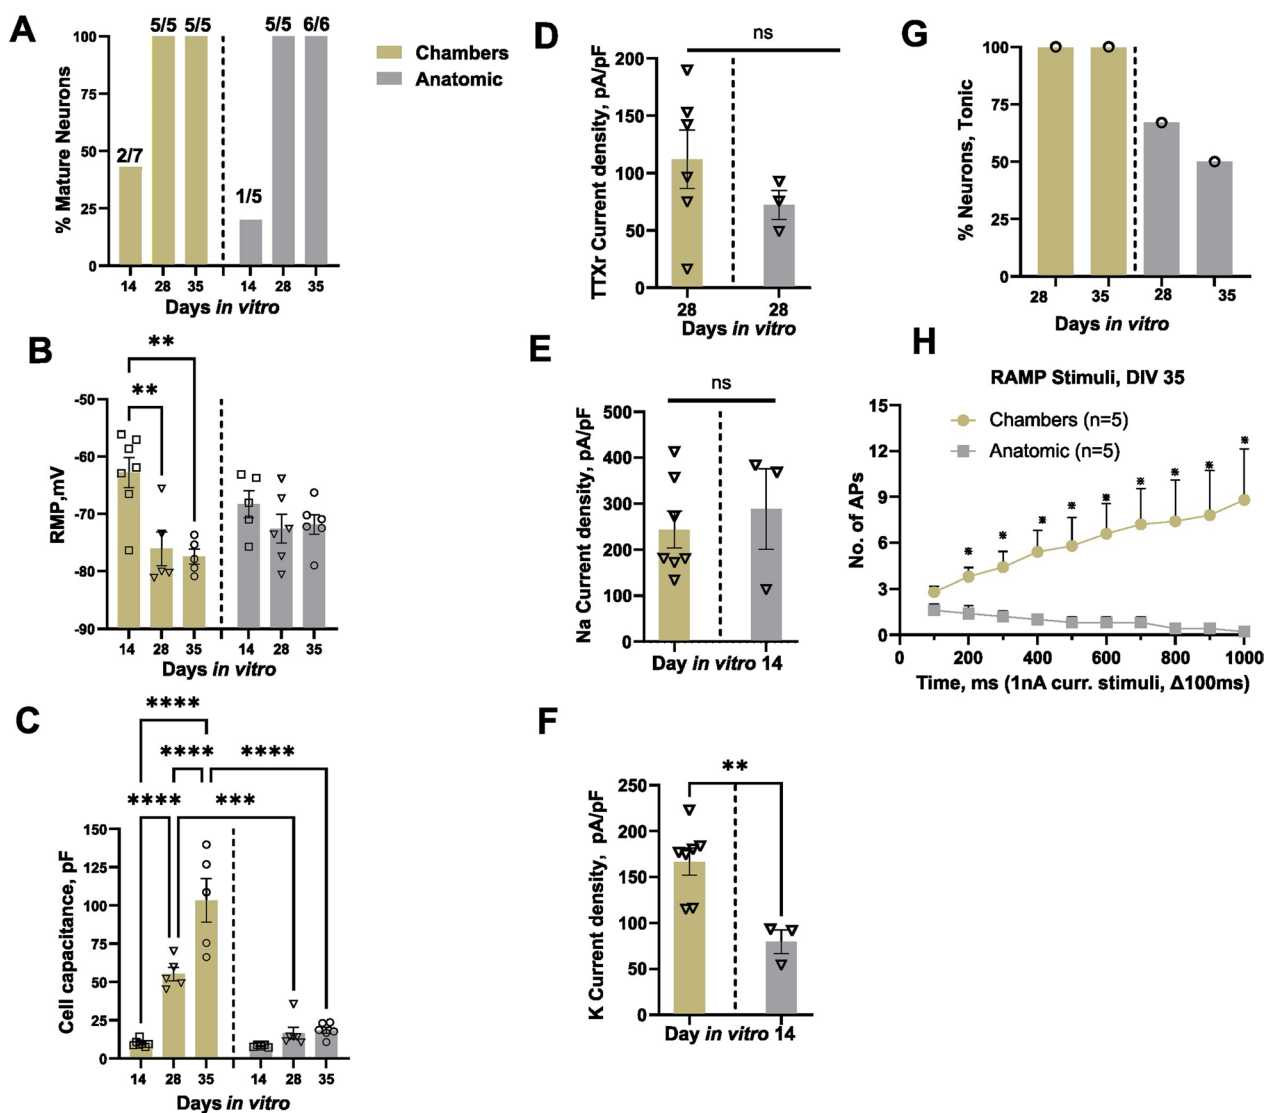 A
% Mature Neurons
100
75
50
25
0
2/7
5/5
5/5
1/5
5/5
6/6
14 28 35 14 28 35
Days in vitro
Chambers
Anatomic
B
RMP,mV
-50
-60
-70
-80
-90
**
**
14 28 35 14 28 35
Days in vitro
C
Cell capacitance, pF
150
125
100
75
50
25
0
****
**** ****
**** ***
14 28 35 14 28 35
Days in vitro
D
TTXr Current density, pA/pF
ns
200
150
100
50
0
28 28
Days in vitro
E
Na Current density, pA/pF
ns
500
400
300
200
100
0
Day in vitro 14
F
K Current density, pA/pF
**
250
200
150
100
50
0
Day in vitro 14
G
% Neurons, Tonic
100
75
50
25
0
28 35 28 35
Days in vitro
H
RAMP Stimuli, DIV 35
Chambers (n=5)
Anatomic (n=5)
No. of APs
15
12
9
6
3
0
* * * * * * * * *
0 200 400 600 800 1000
Time, ms (1nA curr. stimuli, Δ100ms)